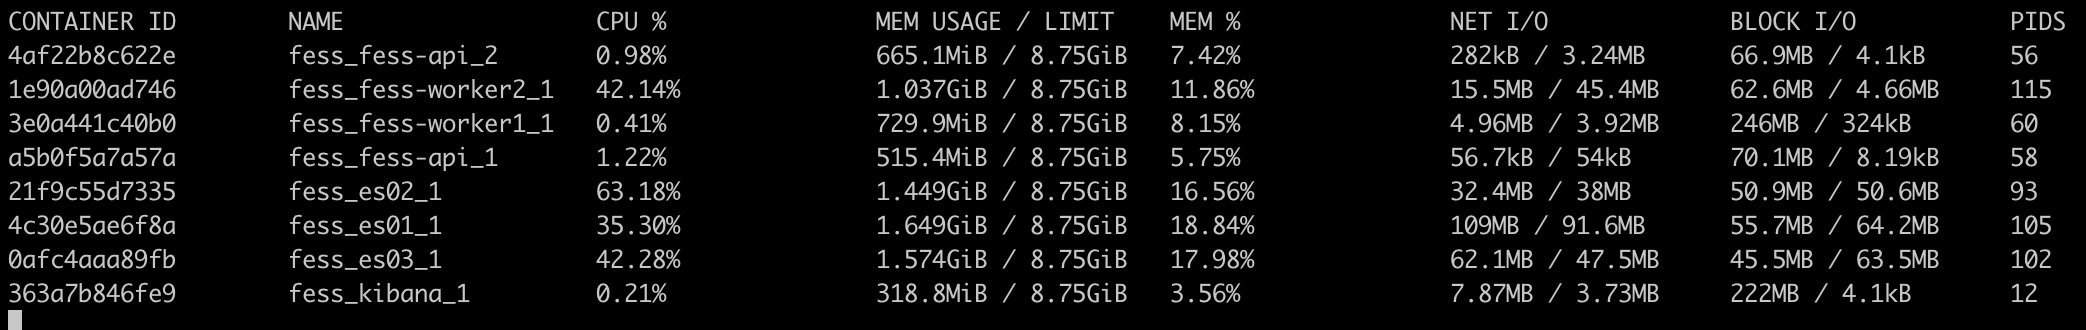 CONTAINER ID NAME CPU % MEM USAGE / LIMIT MEM % NET I/O BLOCK I/O PIDS
4af22b8c622e fess_fess-api_2 0.98% 665.1MiB / 8.75GiB 7.42% 282kB / 3.24MB 66.9MB / 4.1kB 56
1e90a00ad746 fess_fess-worker2_1 42.14% 1.037GiB / 8.75GiB 11.86% 15.5MB / 45.4MB 62.6MB / 4.66MB 115
3e0a441c40b0 fess_fess-worker1_1 0.41% 729.9MiB / 8.75GiB 8.15% 4.96MB / 3.92MB 246MB / 324kB 60
a5b0f5a7a57a fess_fess-api_1 1.22% 515.4MiB / 8.75GiB 5.75% 56.7kB / 54kB 70.1MB / 8.19kB 58
21f9c55d7335 fess_es02_1 63.18% 1.449GiB / 8.75GiB 16.56% 32.4MB / 38MB 50.9MB / 50.6MB 93
4c30e5ae6f8a fess_es01_1 35.30% 1.649GiB / 8.75GiB 18.84% 109MB / 91.6MB 55.7MB / 64.2MB 105
0afc4aaa89fb fess_es03_1 42.28% 1.574GiB / 8.75GiB 17.98% 62.1MB / 47.5MB 45.5MB / 63.5MB 102
363a7b846fe9 fess_kibana_1 0.21% 318.8MiB / 8.75GiB 3.56% 7.87MB / 3.73MB 222MB / 4.1kB 12